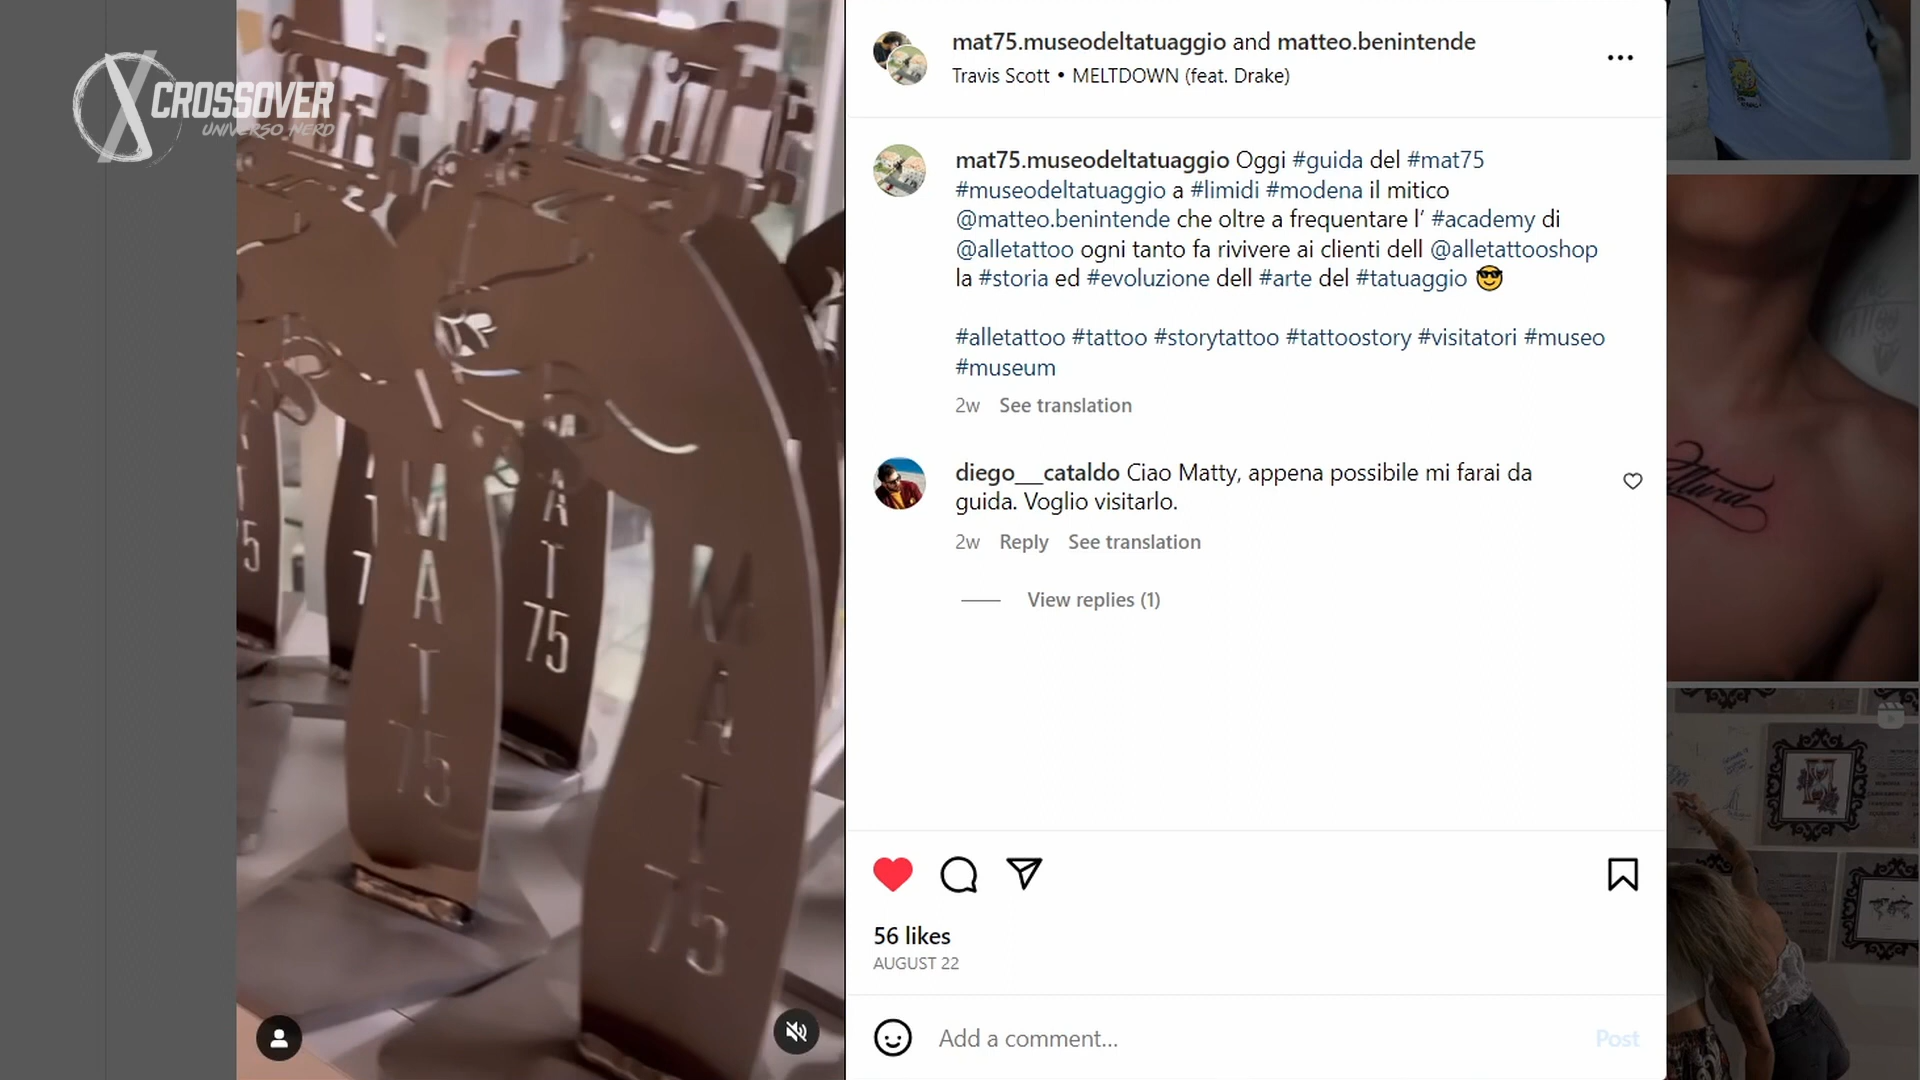 CROSSOVER
UNIVERSO NERD
mat75.museodeltatuaggio and matteo.benintende
Travis Scott • MELTDOWN (feat. Drake)
mat75.museodeltatuaggio Oggi #guida del #mat75
#museodeltatuaggio a #limidi #modena il mitico
@matteo.benintende che oltre a frequentare l’ #academy di
@alletattoo ogni tanto fa rivivere ai clienti dell @alletattooshop
la #storia ed #evoluzione dell #arte del #tatuaggio 😎
#alletattoo #tattoo #storytattoo #tattoostory #visitatori #museo
#museum
2w See translation
diego__cataldo Ciao Matty, appena possibile mi farai da
guida. Voglio visitarlo.
2w Reply See translation
View replies (1)
56 likes
AUGUST 22
Add a comment...
Post
MAT
75
MAT
75
AT
75